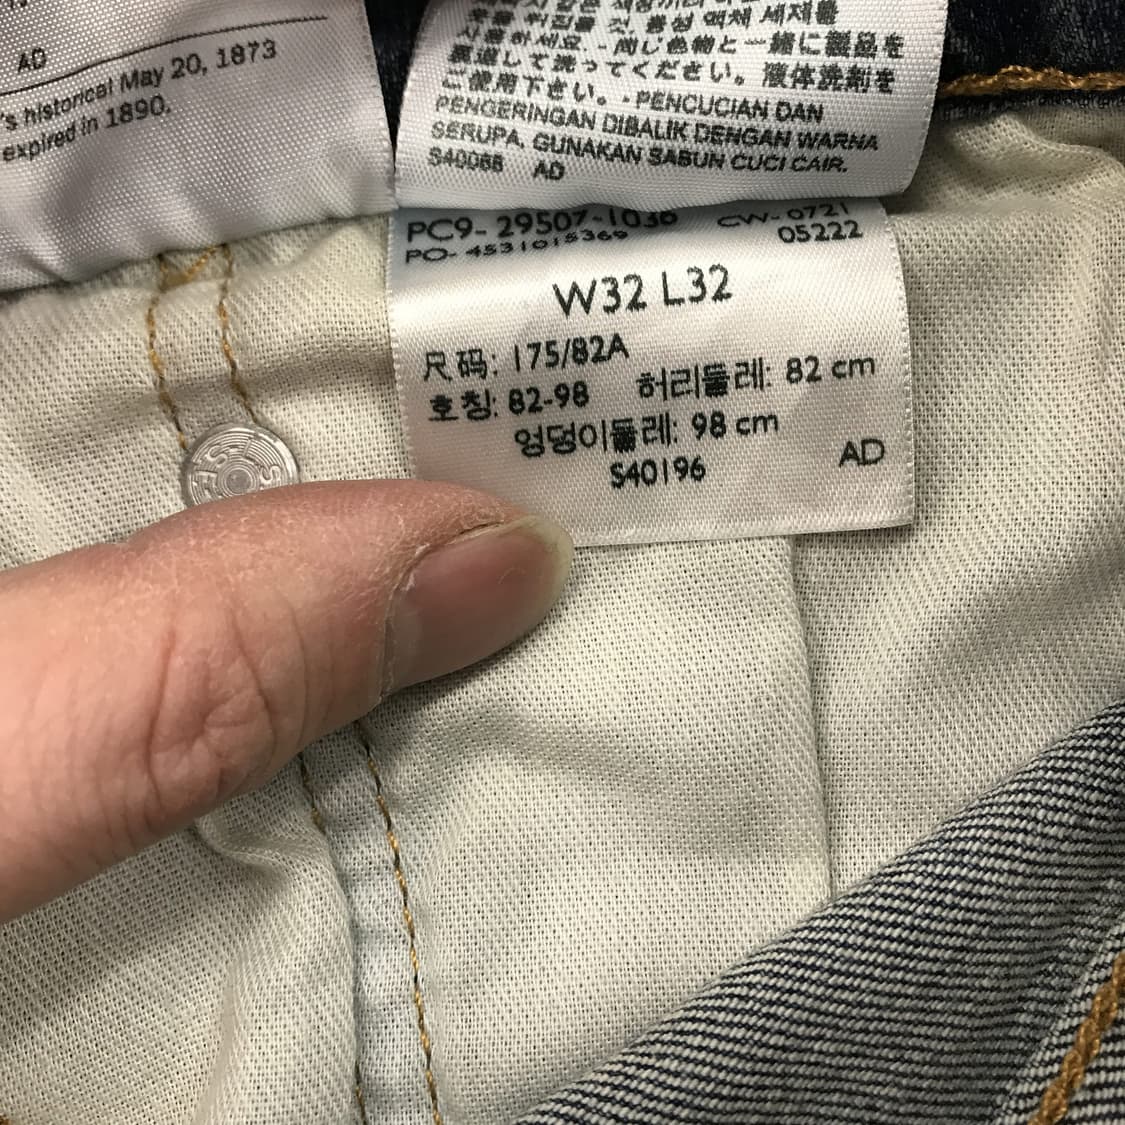 AD
's historical May 20, 1873
expired in 1890.
사용하세요. - 尚じ色物と一緒に製品を
裏返して洗ってください。液体洗剤を
ご使用下さい。 - PENCUCIAN DAN
PENGERINGAN DIBALIK DENGAN WARNA
SERUPA, GUNAKAN SABUN CUCI CAIR.
S40088 AD
PC9- 29507-1036 CW- 0721
PO- 4531015369 05222
W32 L32
尺码: 175/82A
호칭: 82-98 허리둘레: 82 cm
엉덩이둘레: 98 cm
S40196 AD